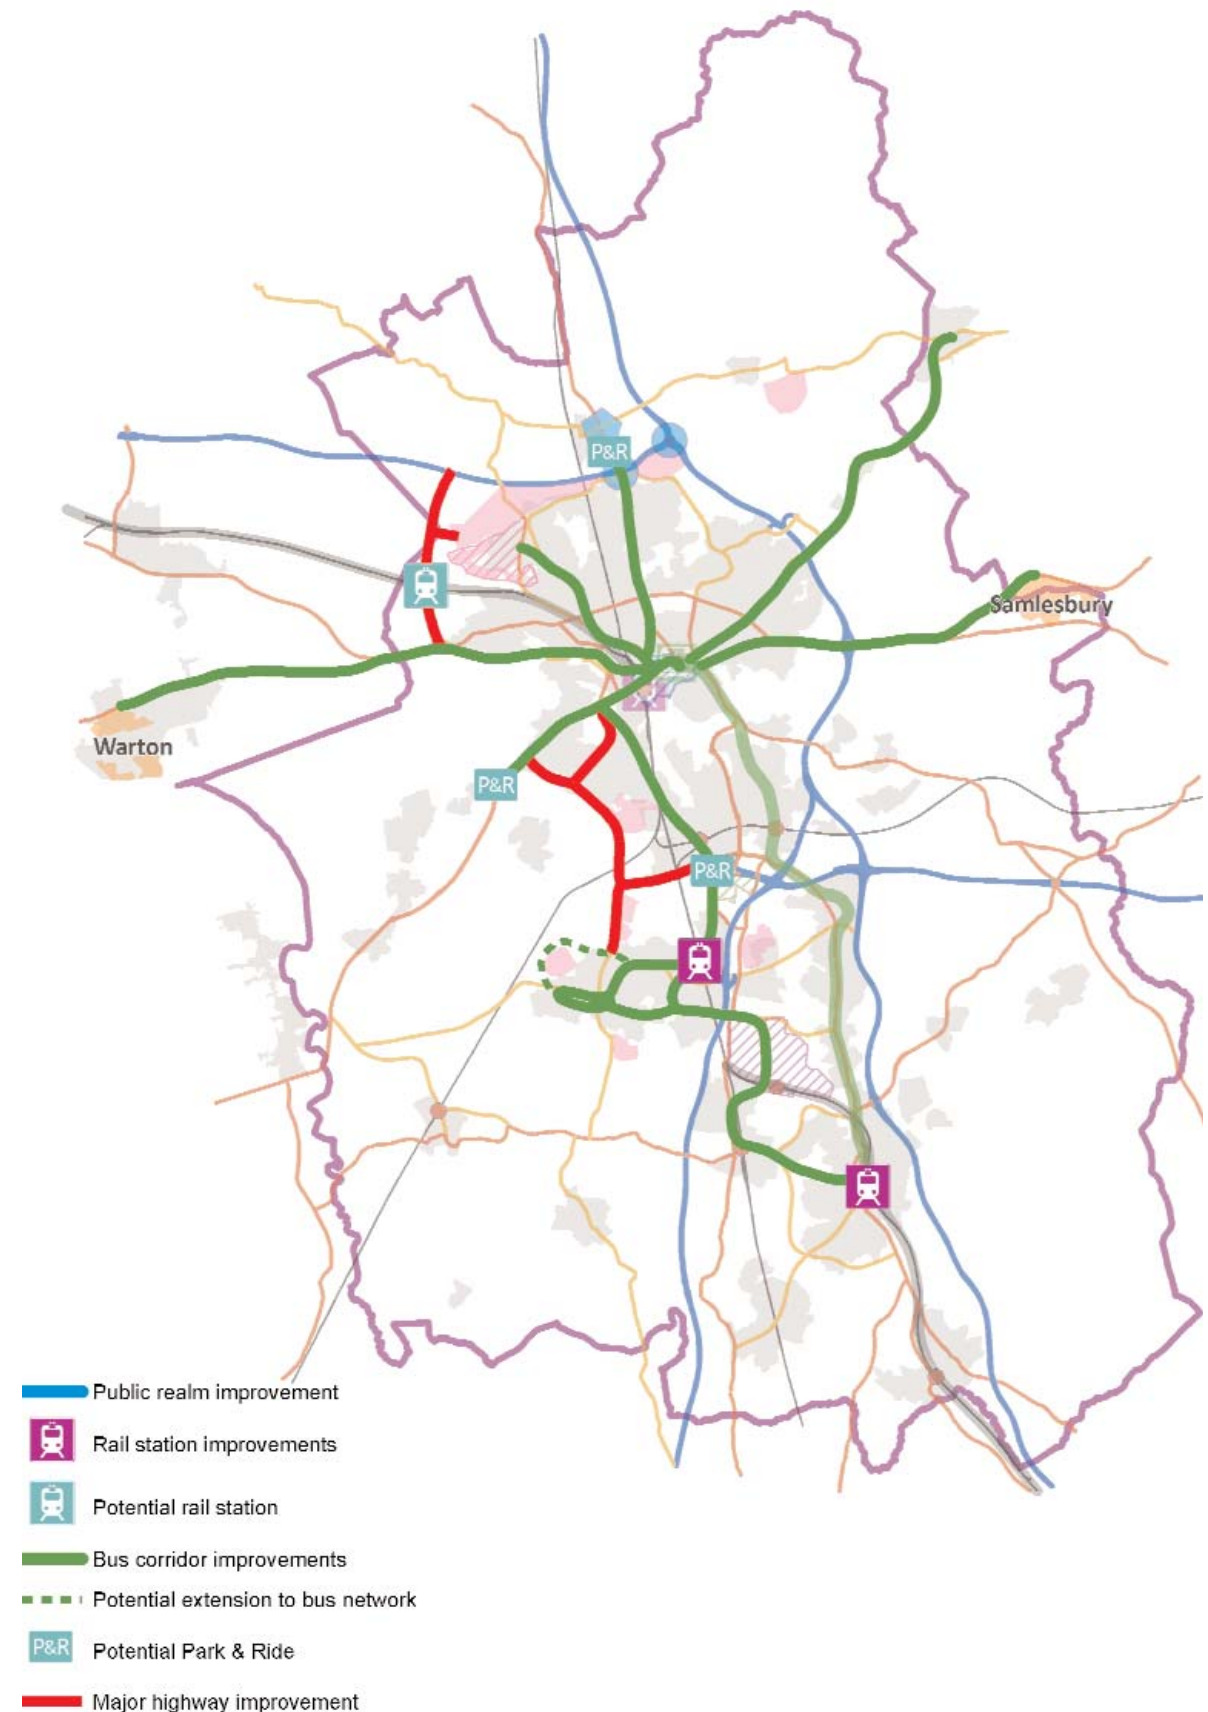 P&R
Samlesbury
Warton
P&R
P&R
Public realm improvement
Rail station improvements
Potential rail station
Bus corridor improvements
Potential extension to bus network
P&R Potential Park & Ride
Major highway improvement